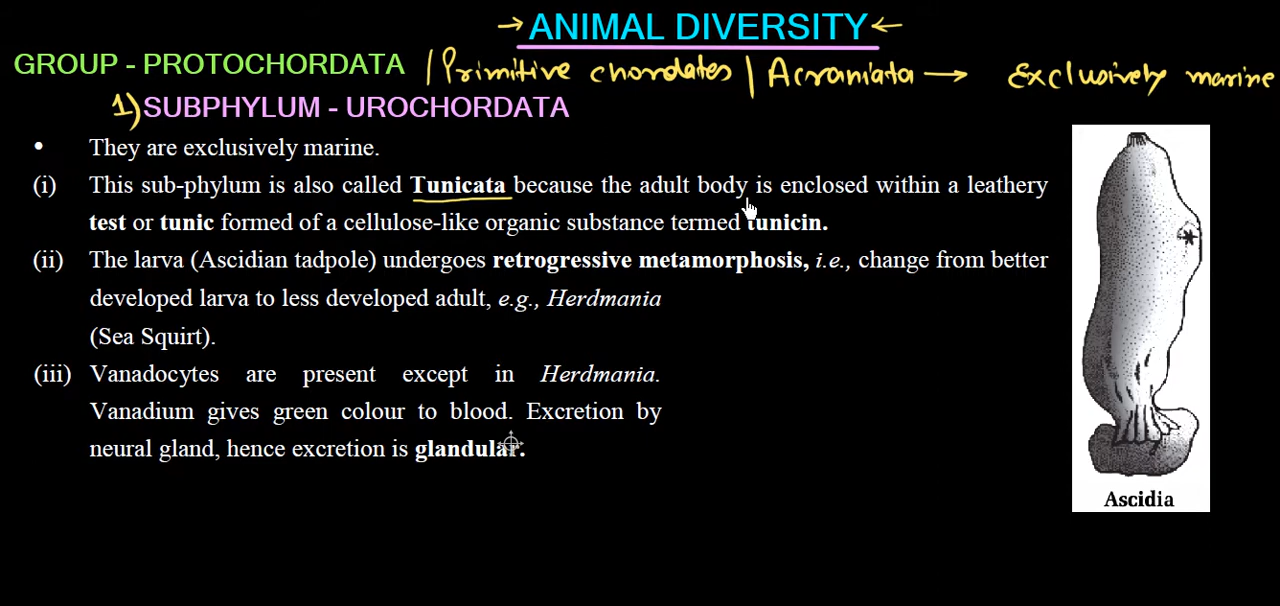 → ANIMAL DIVERSITY ←
GROUP - PROTOCHORDATA | Primitive chordates | Acraniata → Exclusively marine
1) SUBPHYLUM - UROCHORDATA
• They are exclusively marine.
(i) This sub-phylum is also called Tunicata because the adult body is enclosed within a leathery
test or tunic formed of a cellulose-like organic substance termed tunicin.
(ii) The larva (Ascidian tadpole) undergoes retrogressive metamorphosis, i.e., change from better
developed larva to less developed adult, e.g., Herdmania
(Sea Squirt).
(iii) Vanadocytes are present except in Herdmania.
Vanadium gives green colour to blood. Excretion by
neural gland, hence excretion is glandular.
Ascidia